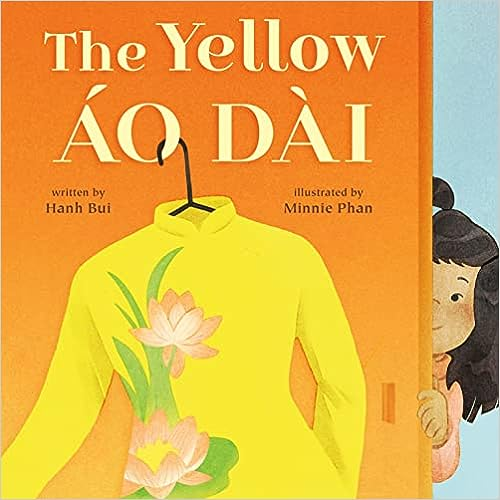 The Yellow
ÁO DÀI
written by
Hanh Bui
illustrated by
Minnie Phan